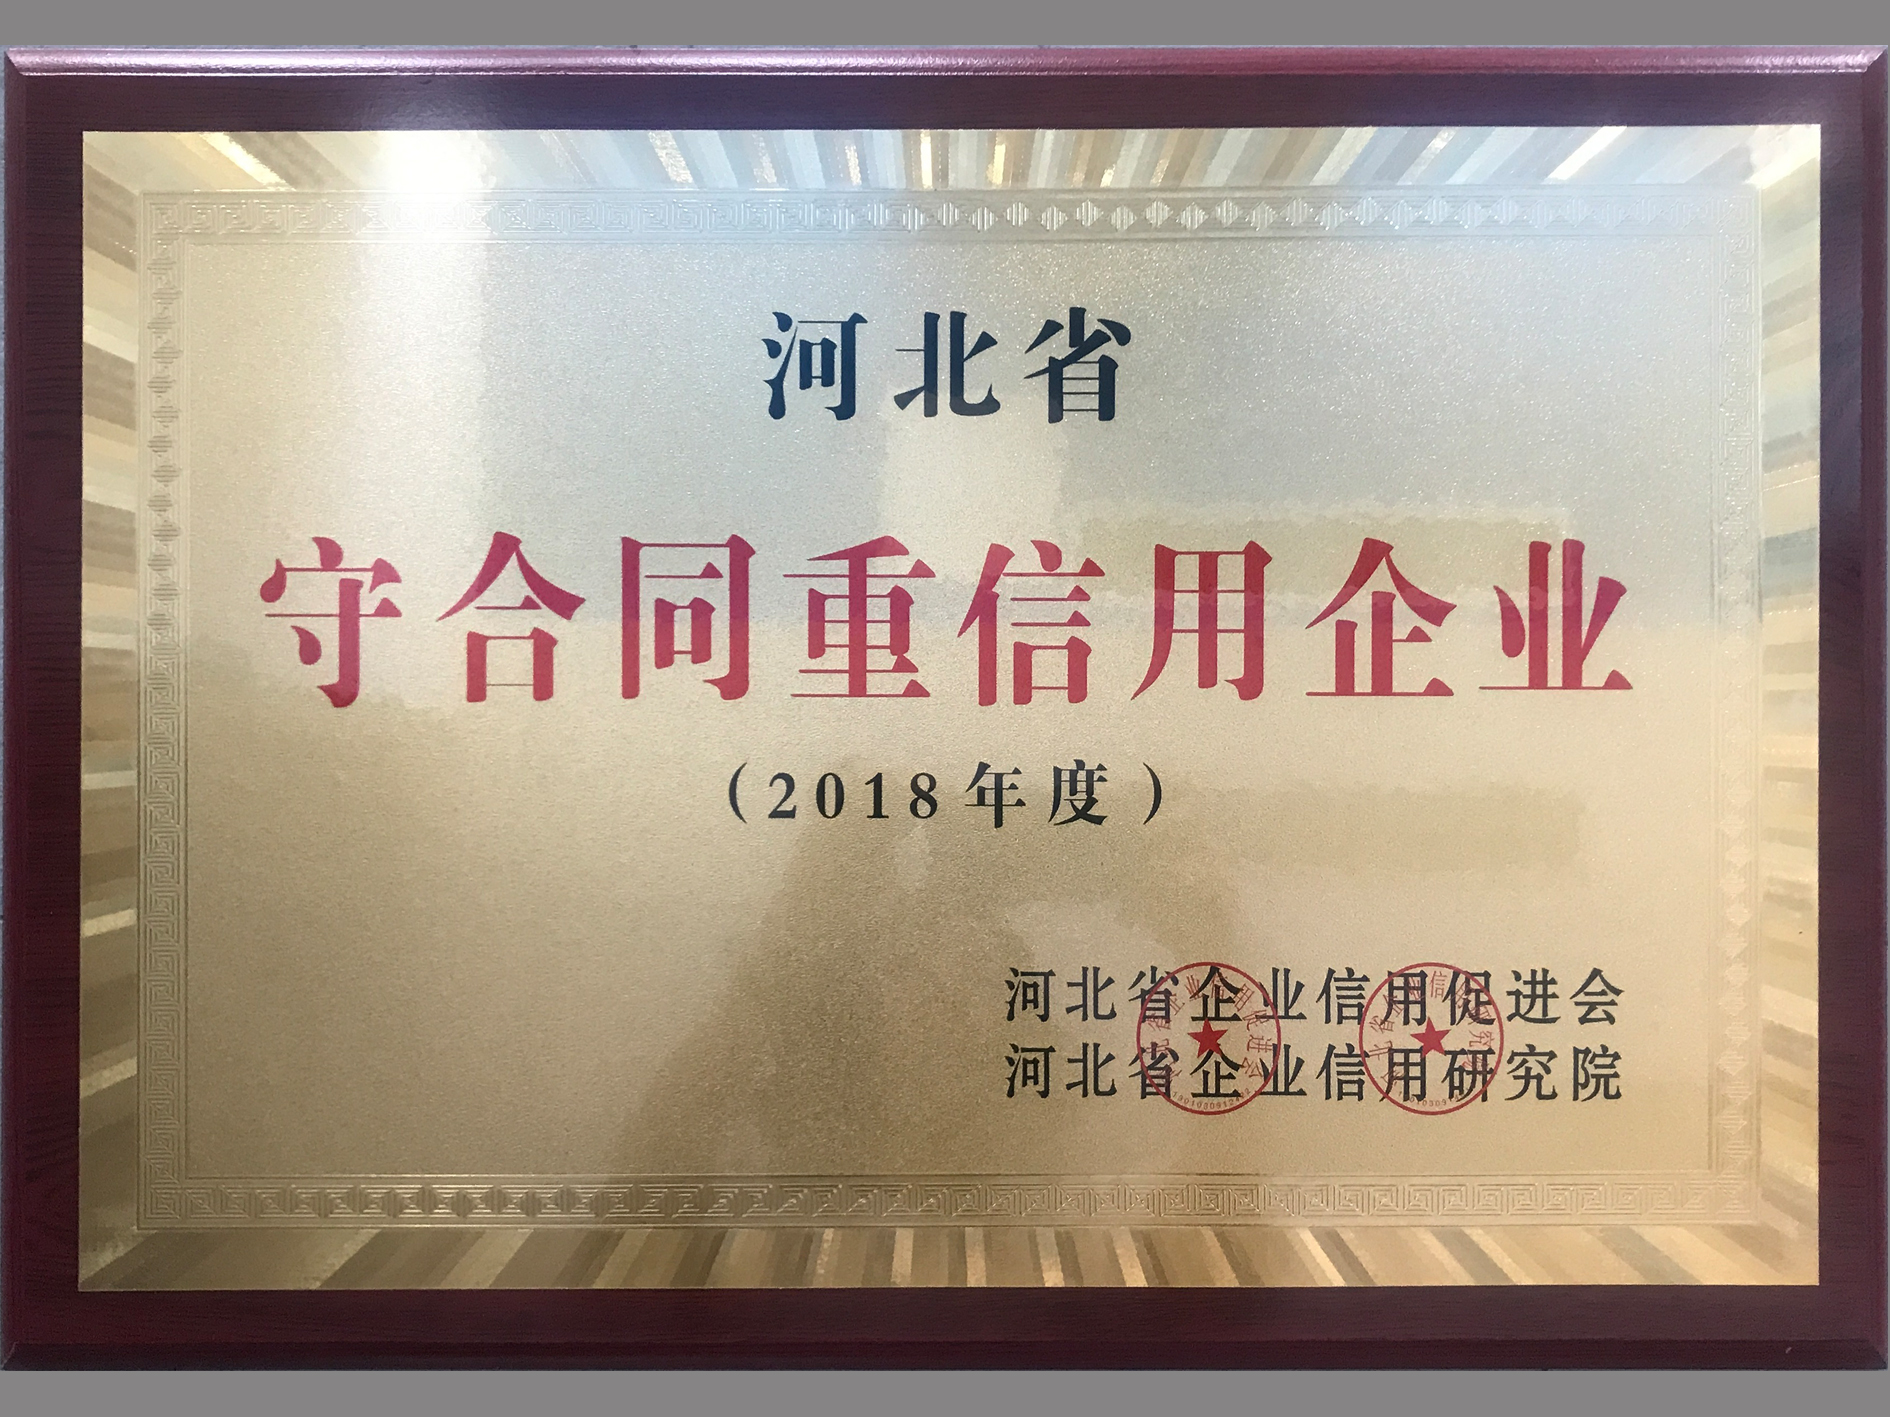 河北省
守合同重信用企业
（2018年度）
河北省企业信用促进会
河北省企业信用研究院